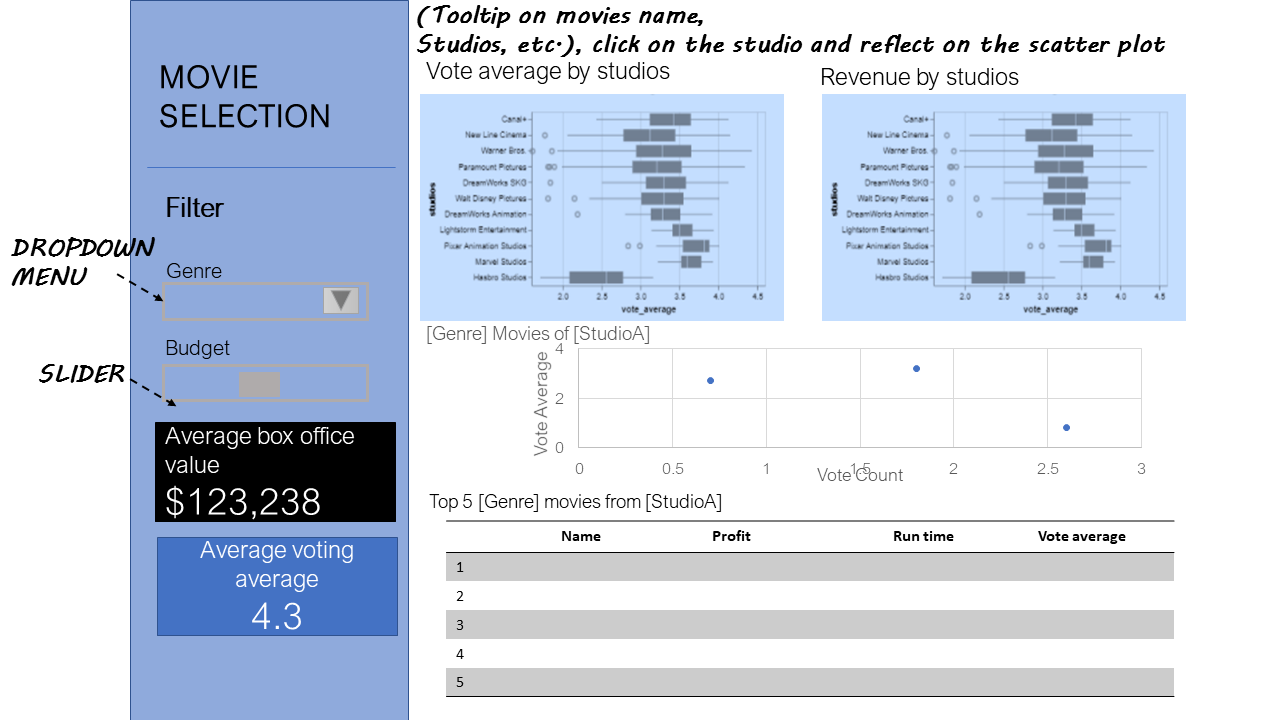 (Tooltip on movies name,
Studios, etc.), click on the studio and reflect on the scatter plot
MOVIE
SELECTION
Filter
DROPDOWN
MENU
Genre
Budget
SLIDER
Average box office
value
$123,238
Average voting
average
4.3
Vote average by studios
studios
Canal+
New Line Cinema
Warner Bros.
Paramount Pictures
DreamWorks SKG
Walt Disney Pictures
DreamWorks Animation
Lightstorm Entertainment
Pixar Animation Studios
Marvel Studios
Hasbro Studios
2.0 2.5 3.0 3.5 4.0 4.5
vote_average
Revenue by studios
studios
Canal+
New Line Cinema
Warner Bros.
Paramount Pictures
DreamWorks SKG
Walt Disney Pictures
DreamWorks Animation
Lightstorm Entertainment
Pixar Animation Studios
Marvel Studios
Hasbro Studios
2.0 2.5 3.0 3.5 4.0 4.5
vote_average
[Genre] Movies of [StudioA]
Vote Average
4
2
0
0 0.5 1 1.5 2 2.5 3
Vote Count
Top 5 [Genre] movies from [StudioA]
Name Profit Run time Vote average
1
2
3
4
5